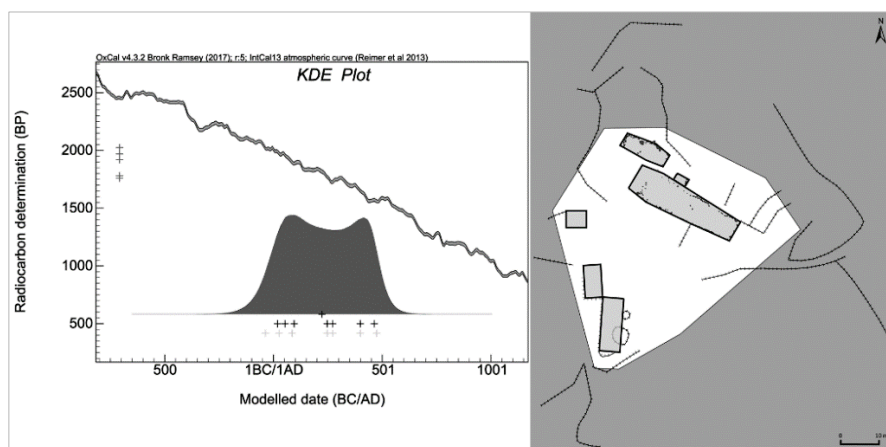 OxCal v4.3.2 Bronk Ramsey (2017); r:5; IntCal13 atmospheric curve (Reimer et al 2013)
KDE Plot
Radiocarbon determination (BP)
2500
2000
1500
1000
500
500
1BC/1AD
501
1001
Modelled date (BC/AD)
N